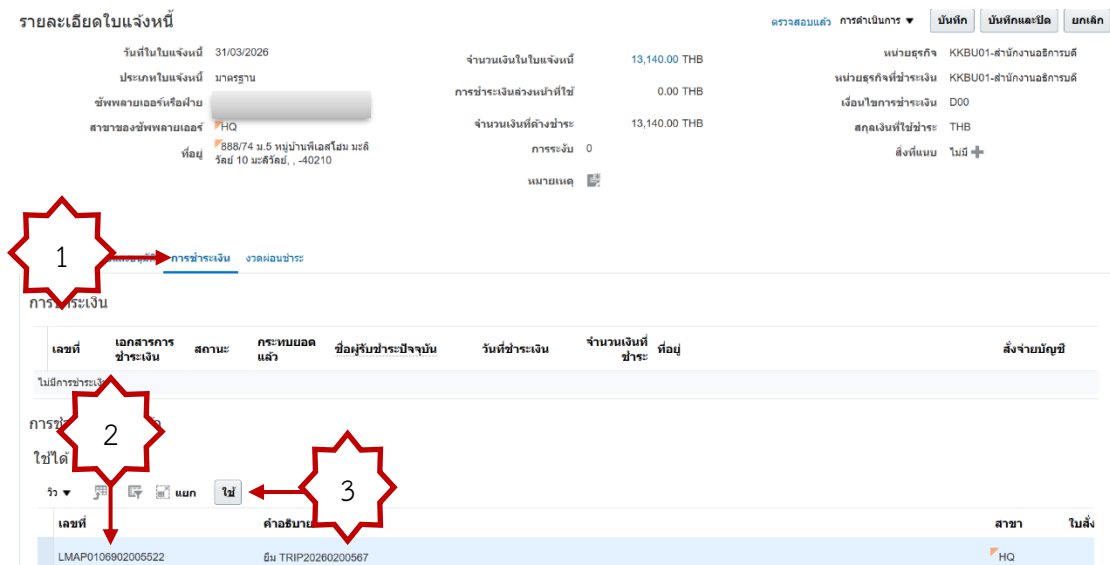 รายละเอียดใบแจ้งหนี้
ตรวจสอบแล้ว การดำเนินการ ▼ บันทึก บันทึกและปิด ยกเลิก
วันที่ในใบแจ้งหนี้ 31/03/2026
ประเภทใบแจ้งหนี้ มาตรฐาน
ซัพพลายเออร์หรือฝ่าย
สาขาของซัพพลายเออร์ HQ
ที่อยู่ 888/74 ม.5 หมู่บ้านพีเอสโฮม มะลิ
วัลย์ 10 มะลิวัลย์, , -40210
จำนวนเงินในใบแจ้งหนี้ 13,140.00 THB
การชำระเงินล่วงหน้าที่ใช้ 0.00 THB
จำนวนเงินที่ค้างชำระ 13,140.00 THB
การระงับ 0
หมายเหตุ
หน่วยธุรกิจ KKBU01-สำนักงานอธิการบดี
หน่วยธุรกิจที่ชำระเงิน KKBU01-สำนักงานอธิการบดี
เงื่อนไขการชำระเงิน D00
สกุลเงินที่ใช้ชำระ THB
สิ่งที่แนบ ไม่มี
1
การชำระเงิน งวดผ่อนชำระ
การชำระเงิน
เลขที่ เอกสารการชำระเงิน สถานะ กระทบยอดแล้ว ชื่อผู้รับชำระปัจจุบัน วันที่ชำระเงิน จำนวนเงินที่ชำระ ที่อยู่ สั่งจ่ายบัญชี
ไม่มีการชำระเงิน
2
ใช้ได้
3
วิว ▼ แยก ใช้
เลขที่ คำอธิบาย สาขา ใบสั่ง
LMAP0106902005522 ยืม TRIP20260200567 HQ